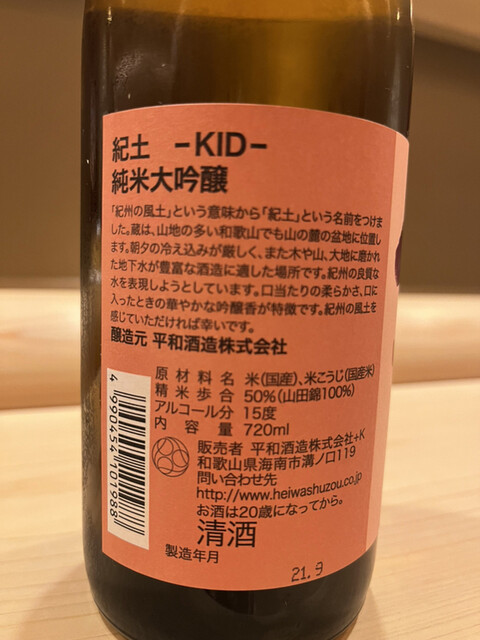 紀土 −KID−
純米大吟醸
「紀州の風土」という意味から「紀土」という名前をつけ
ました。蔵は、山地の多い和歌山でも山の麓の盆地に位置し
ます。朝夕の冷え込みが厳しく、また木や山、大地に磨かれ
た地下水が豊富な酒造に適した場所です。紀州の良質な
水を表現しようとしています。口当たりの柔らかさ、口に
入ったときの華やかな吟醸香が特徴です。紀州の風土を
感じていただければ幸いです。
醸造元 平和酒造株式会社
原材料名 米(国産)、米こうじ(国産米)
精米歩合 50%(山田錦100%)
アルコール分 15度
内容量 720ml
販売者 平和酒造株式会社+K
和歌山県海南市溝ノ口119
問い合わせ先
http://www.heiwashuzou.co.jp
お酒は20歳になってから。
清酒
製造年月
21.9
4990454101988